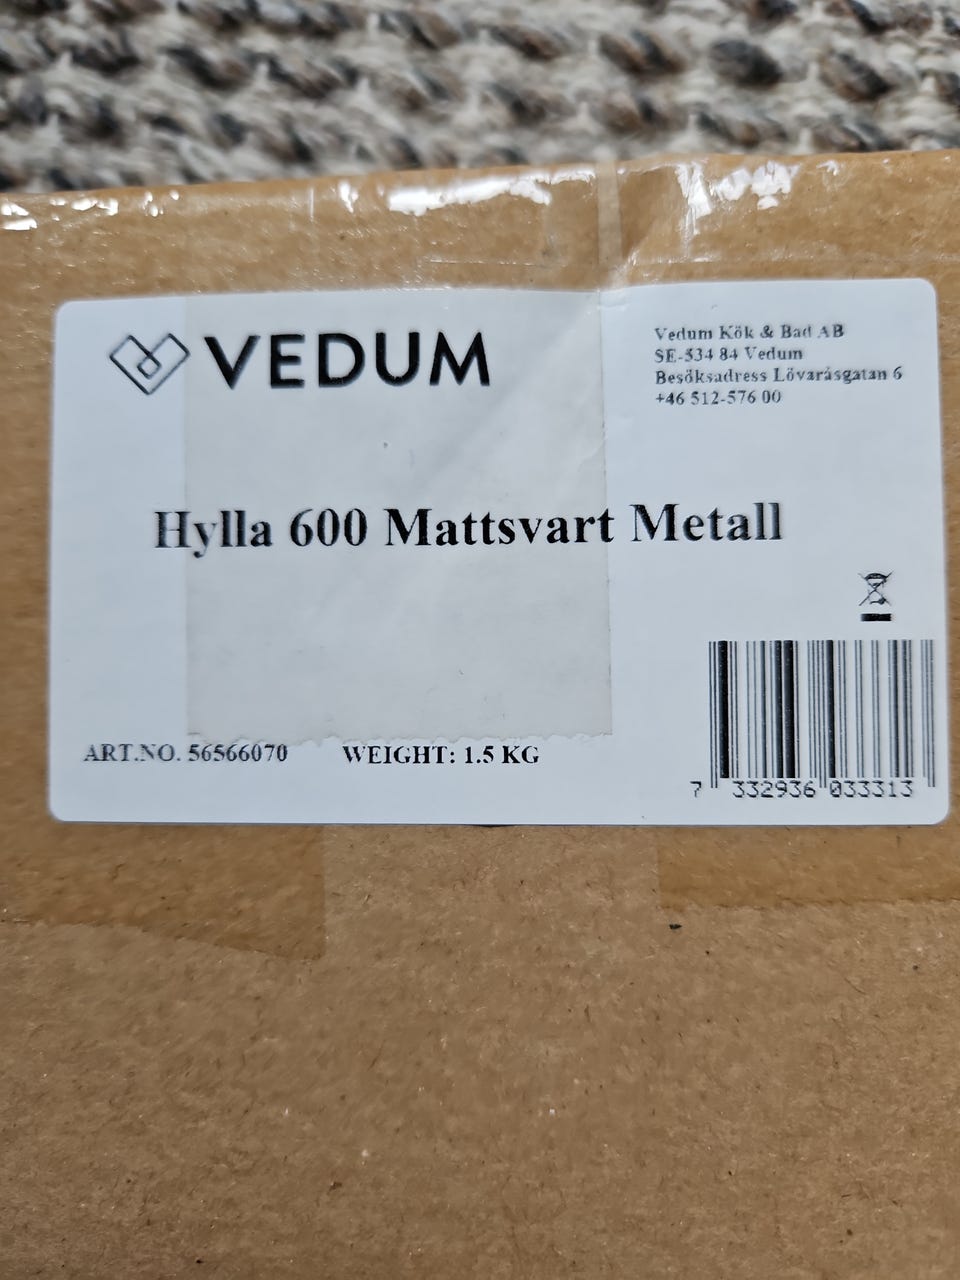 VEDUM
Vedum Kök & Bad AB
SE-534 84 Vedum
Besöksadress Lövaråsgatan 6
+46 512-576 00
Hylla 600 Mattsvart Metall
ART.NO. 56566070 WEIGHT: 1.5 KG
7 332936 033313